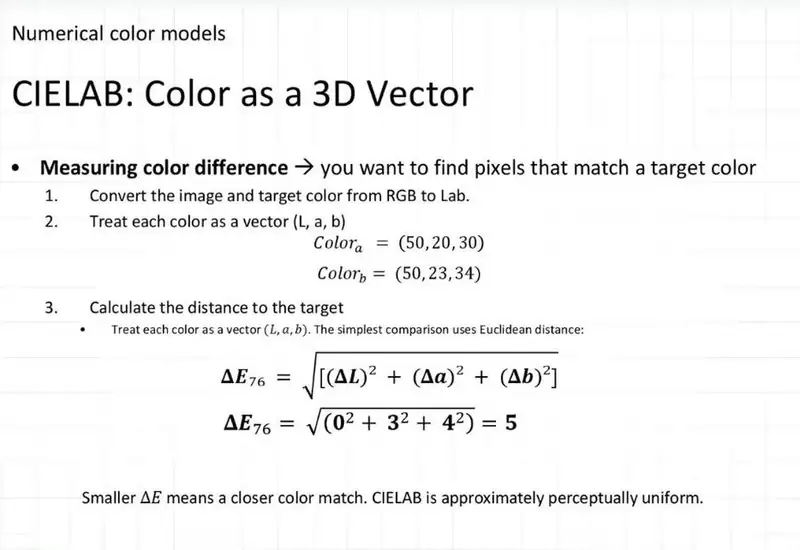 Numerical color models
CIELAB: Color as a 3D Vector
• Measuring color difference → you want to find pixels that match a target color
1. Convert the image and target color from RGB to Lab.
2. Treat each color as a vector (L, a, b)
Colorₐ = (50, 20, 30)
Color_b = (50, 23, 34)
3. Calculate the distance to the target
• Treat each color as a vector (L, a, b). The simplest comparison uses Euclidean distance:
ΔE₇₆ = √[(ΔL)² + (Δa)² + (Δb)²]
ΔE₇₆ = √(0² + 3² + 4²) = 5
Smaller ΔE means a closer color match. CIELAB is approximately perceptually uniform.